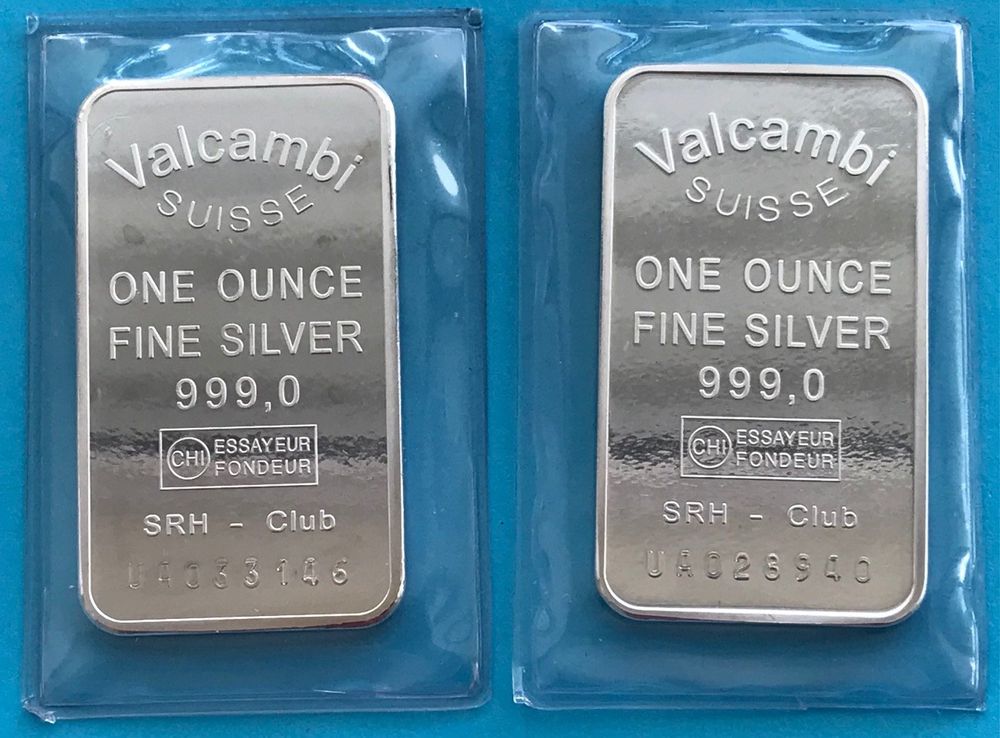 Valcambi
SUISSE
ONE OUNCE
FINE SILVER
999,0
CHI ESSAYEUR
FONDEUR
SRH - Club
UA033146
Valcambi
SUISSE
ONE OUNCE
FINE SILVER
999,0
CHI ESSAYEUR
FONDEUR
SRH - Club
UA028940